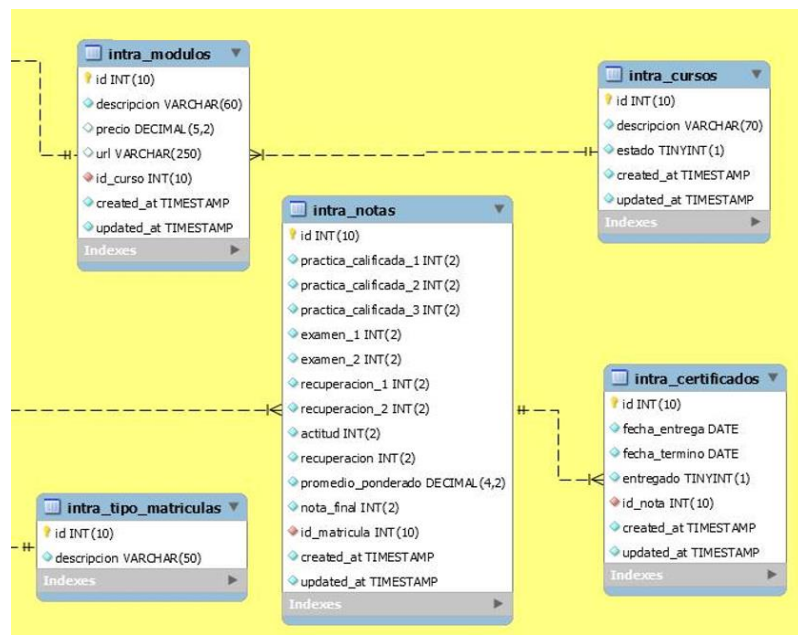 intra_modulos
id INT(10)
descripcion VARCHAR(60)
precio DECIMAL(5,2)
url VARCHAR(250)
id_curso INT(10)
created_at TIMESTAMP
updated_at TIMESTAMP
Indexes
intra_cursos
id INT(10)
descripcion VARCHAR(70)
estado TINYINT(1)
created_at TIMESTAMP
updated_at TIMESTAMP
Indexes
intra_notas
id INT(10)
practica_calificada_1 INT(2)
practica_calificada_2 INT(2)
practica_calificada_3 INT(2)
examen_1 INT(2)
examen_2 INT(2)
recuperacion_1 INT(2)
recuperacion_2 INT(2)
actitud INT(2)
recuperacion INT(2)
promedio_ponderado DECIMAL(4,2)
nota_final INT(2)
id_matricula INT(10)
created_at TIMESTAMP
updated_at TIMESTAMP
Indexes
intra_certificados
id INT(10)
fecha_entrega DATE
fecha_termino DATE
entregado TINYINT(1)
id_nota INT(10)
created_at TIMESTAMP
updated_at TIMESTAMP
Indexes
intra_tipo_matriculas
id INT(10)
descripcion VARCHAR(50)
Indexes